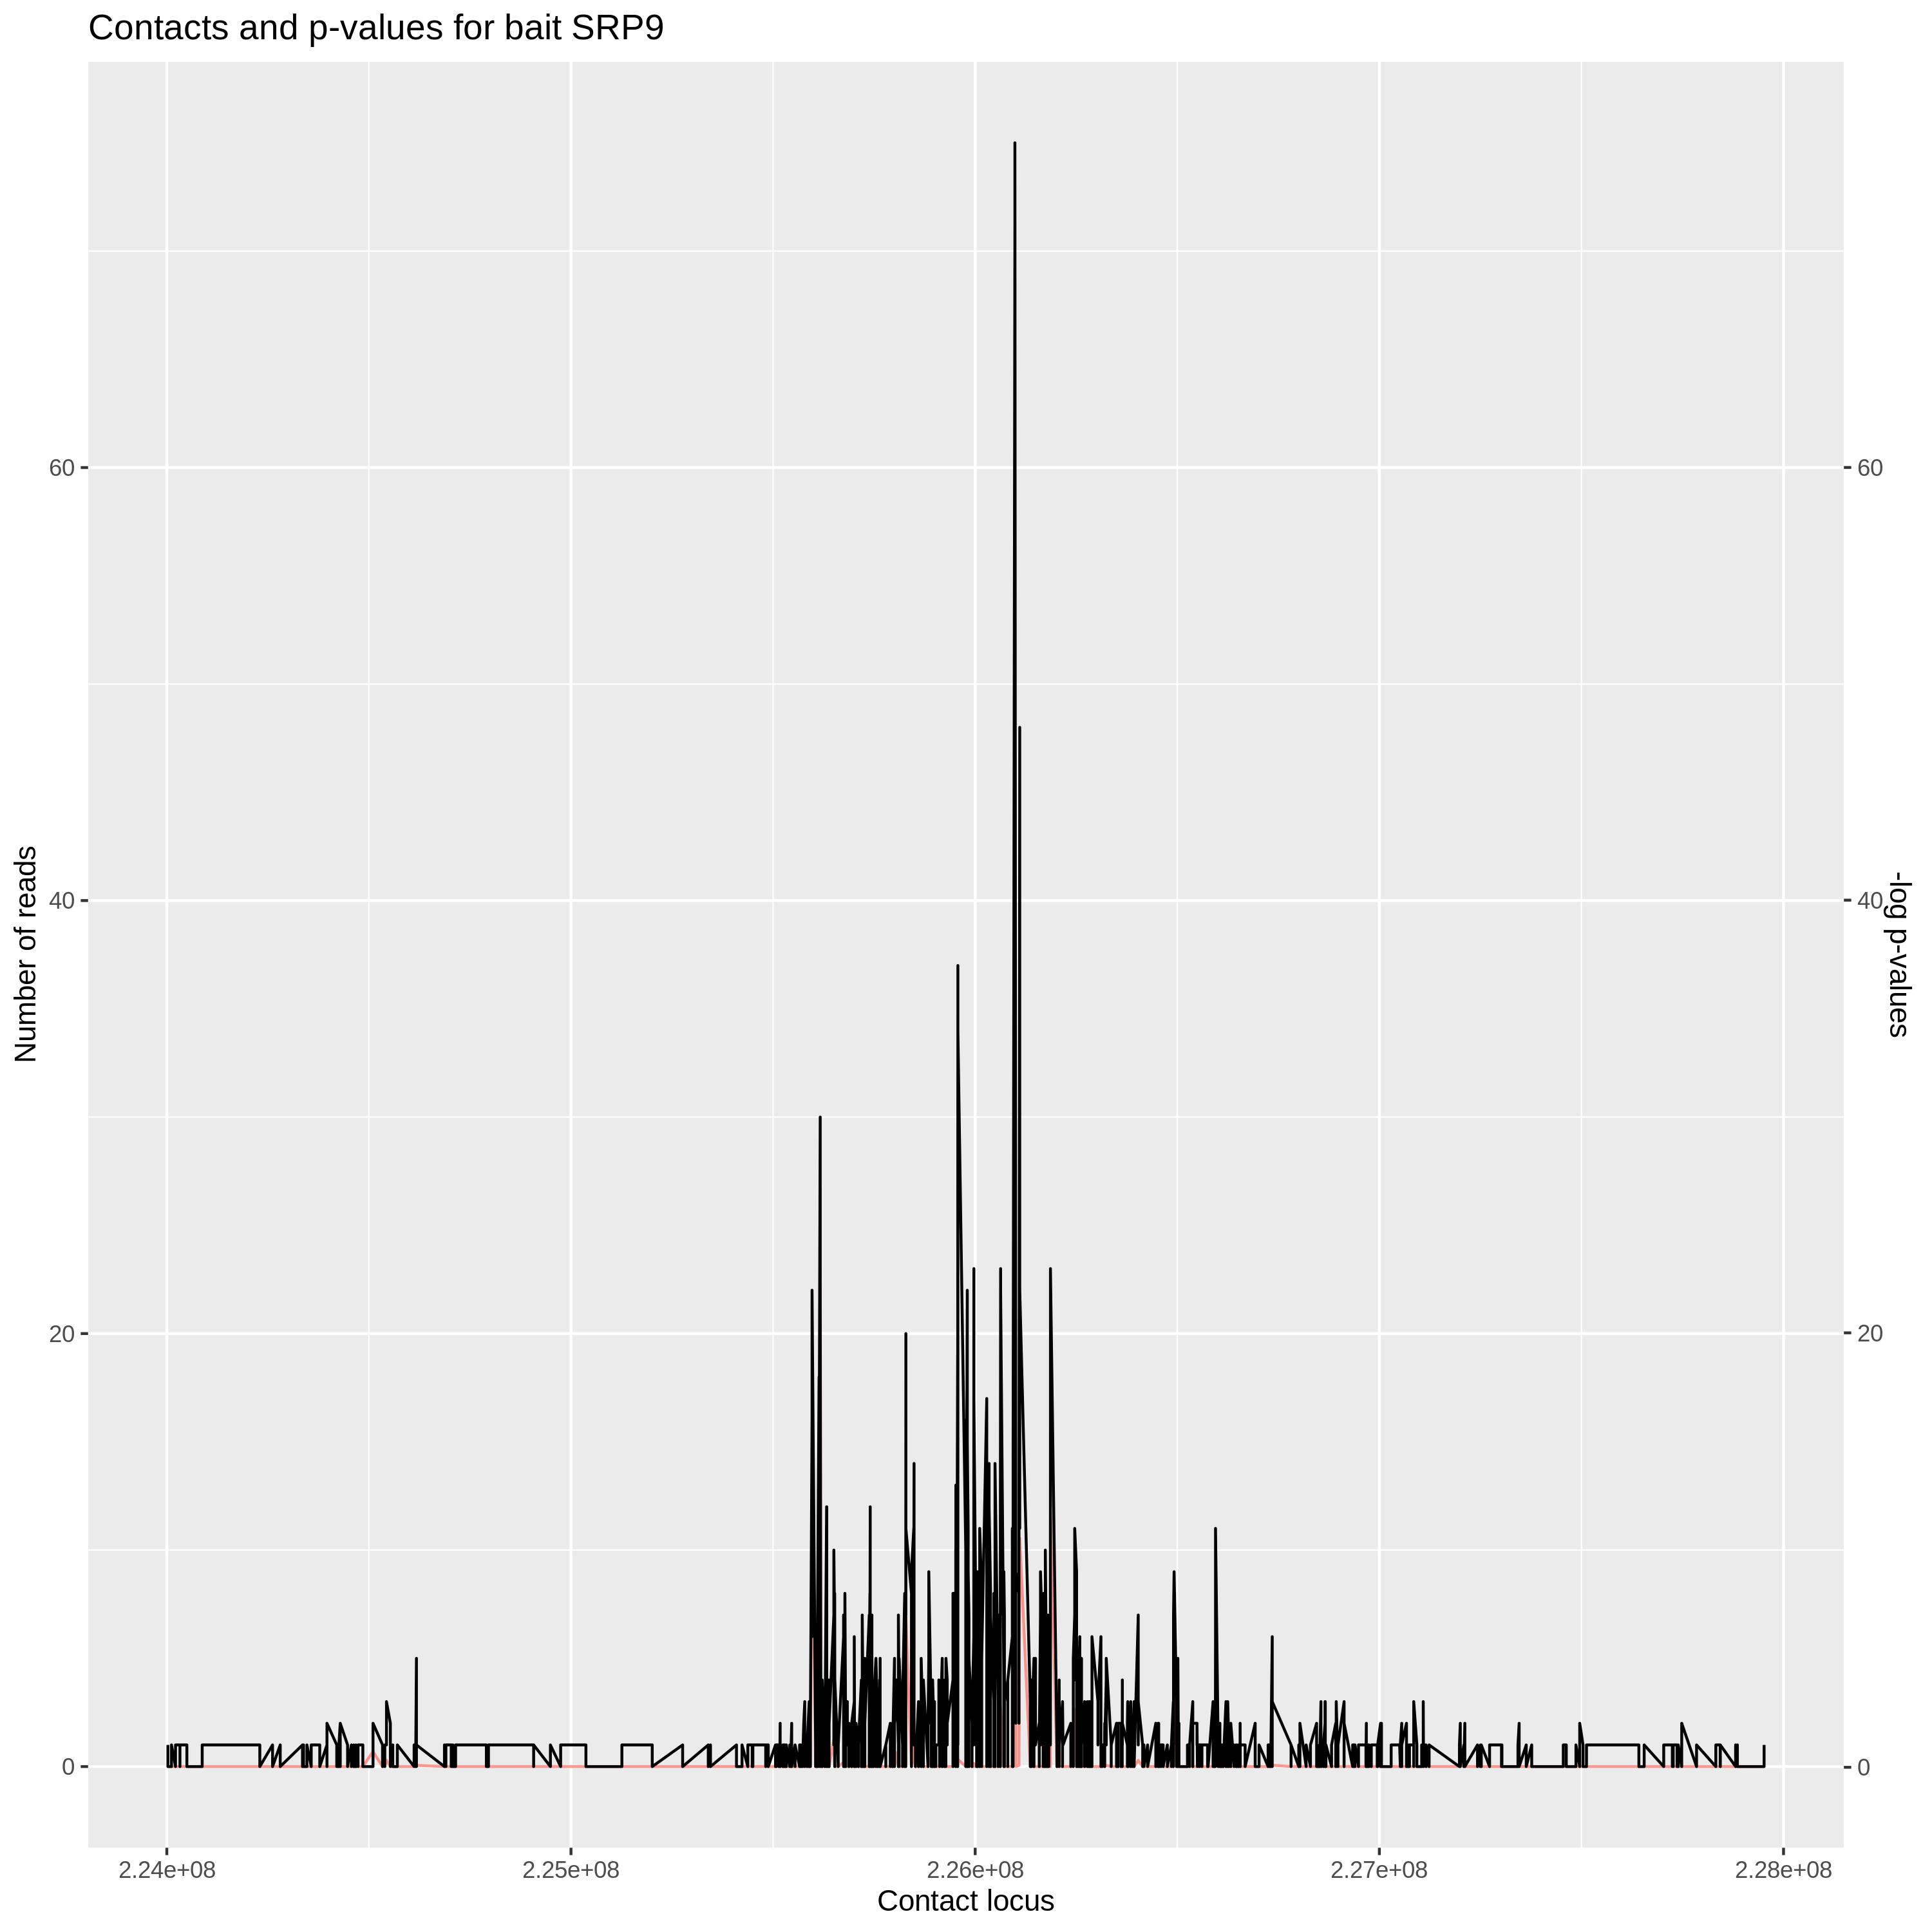 Contacts and p-values for bait SRP9
Number of reads
60
40
20
0
60
40
20
0
-log p-values
2.24e+08
2.25e+08
2.26e+08
2.27e+08
2.28e+08
Contact locus